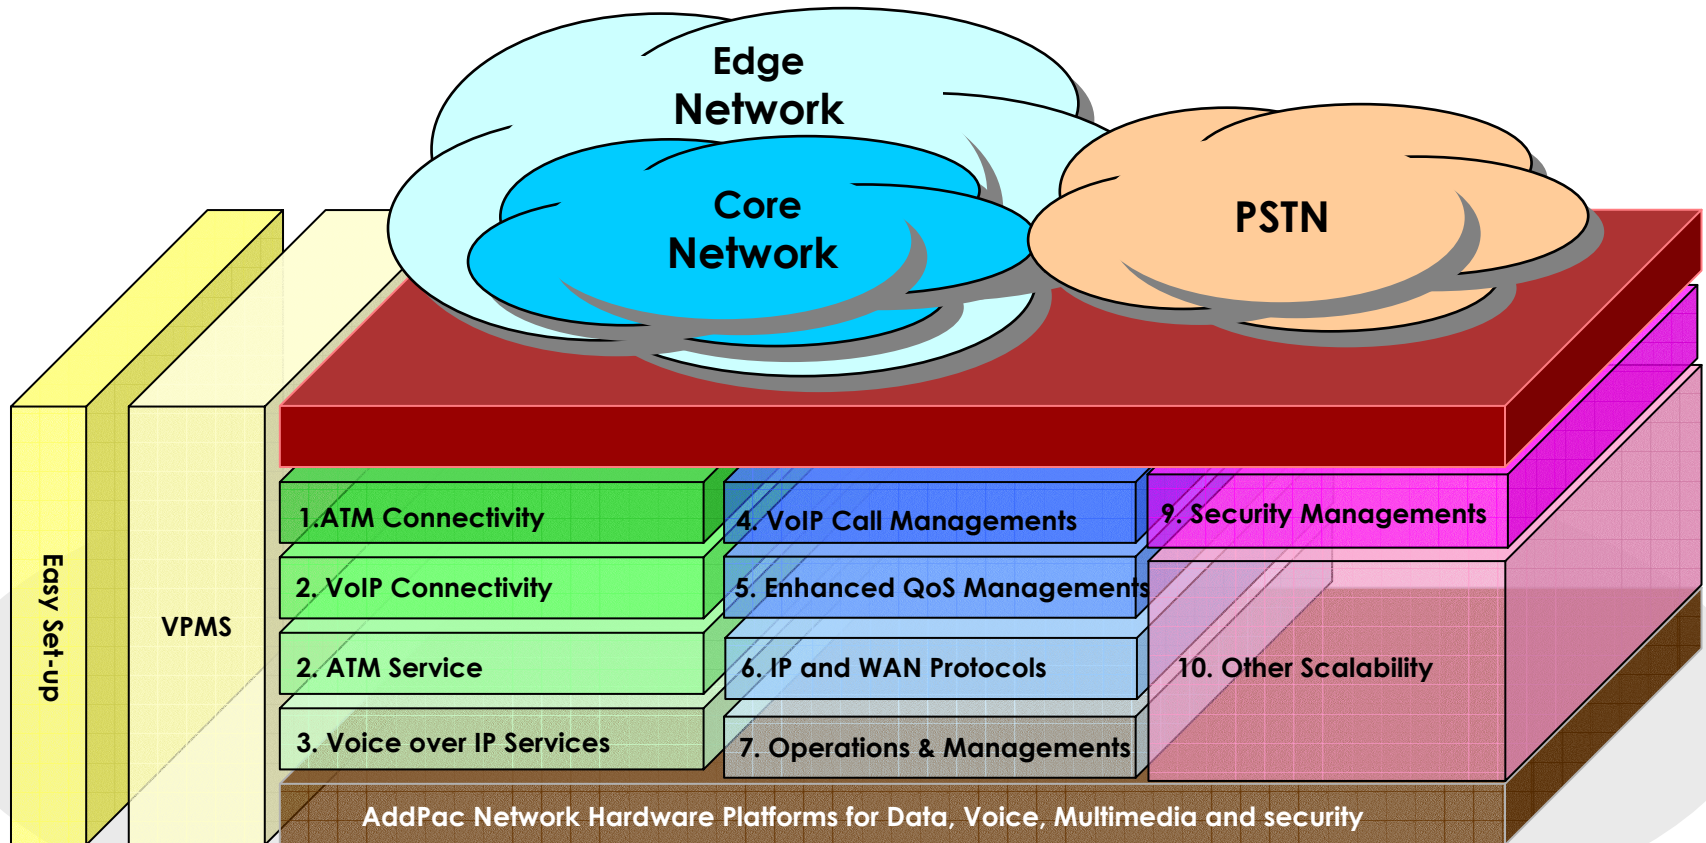 Edge
Network
Core
Network
PSTN
Easy Set-up
VPMS
1.ATM Connectivity
2. VoIP Connectivity
2. ATM Service
3. Voice over IP Services
4. VoIP Call Managements
5. Enhanced QoS Managements
6. IP and WAN Protocols
7. Operations & Managements
9. Security Managements
10. Other Scalability
AddPac Network Hardware Platforms for Data, Voice, Multimedia and security